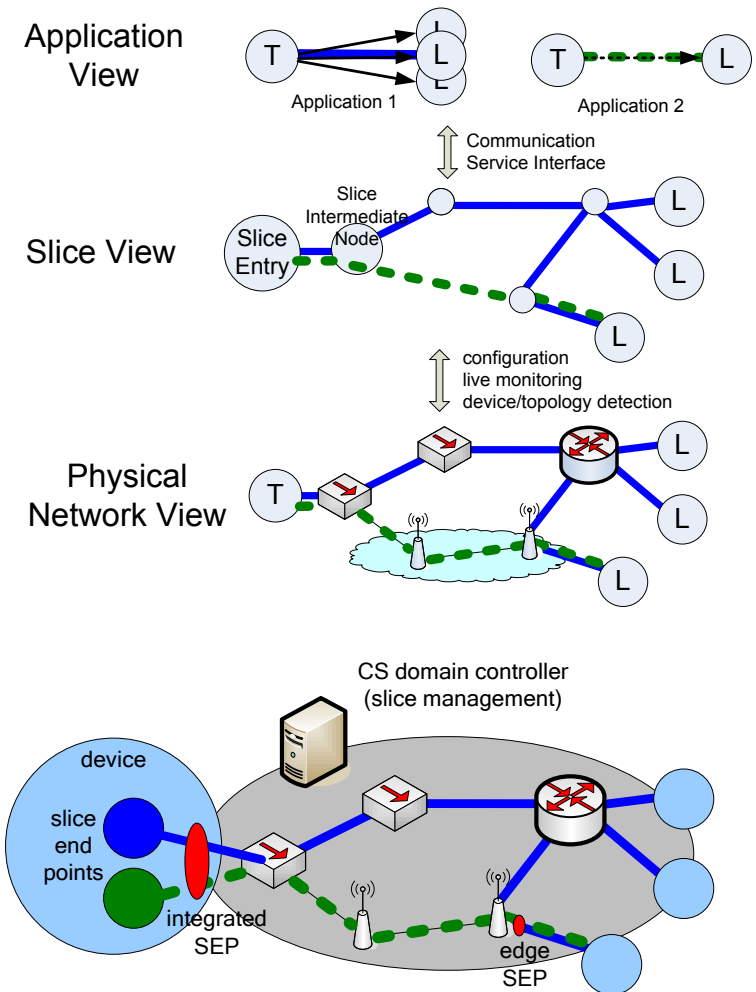 Application
View
T
L
L
L
Application 1
T
L
Application 2
Communication
Service Interface
Slice View
Slice
Entry
Slice
Intermediate
Node
L
L
L
configuration
live monitoring
device/topology detection
Physical
Network View
T
L
L
L
CS domain controller
(slice management)
device
slice
end
points
integrated
SEP
edge
SEP